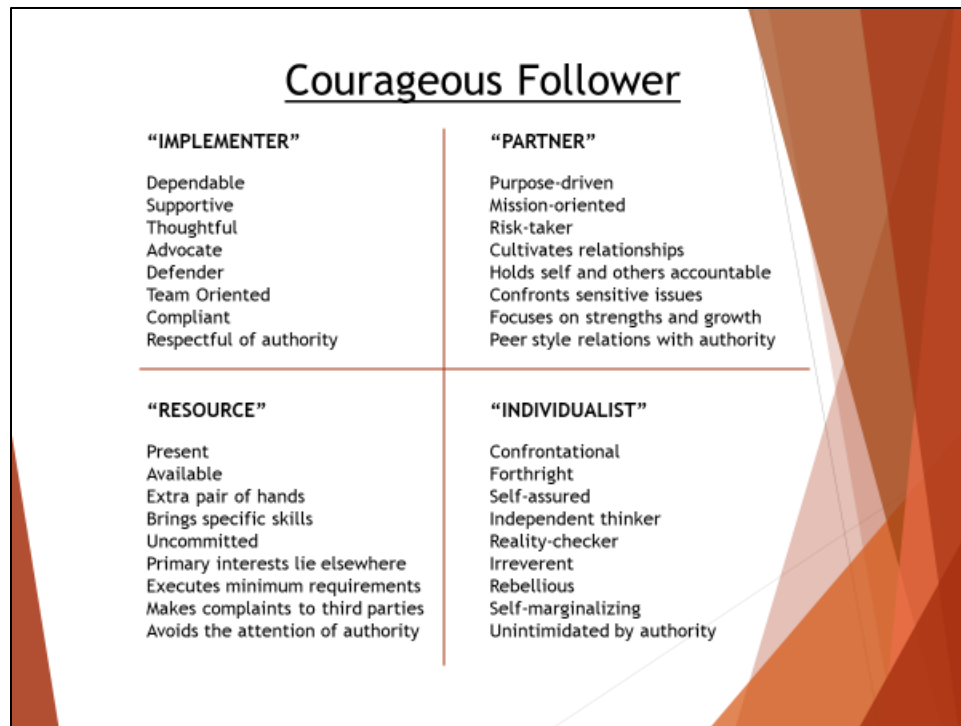 Courageous Follower
“IMPLEMENTER”
Dependable
Supportive
Thoughtful
Advocate
Defender
Team Oriented
Compliant
Respectful of authority
“PARTNER”
Purpose-driven
Mission-oriented
Risk-taker
Cultivates relationships
Holds self and others accountable
Confronts sensitive issues
Focuses on strengths and growth
Peer style relations with authority
“RESOURCE”
Present
Available
Extra pair of hands
Brings specific skills
Uncommitted
Primary interests lie elsewhere
Executes minimum requirements
Makes complaints to third parties
Avoids the attention of authority
“INDIVIDUALIST”
Confrontational
Forthright
Self-assured
Independent thinker
Reality-checker
Irreverent
Rebellious
Self-marginalizing
Unintimidated by authority